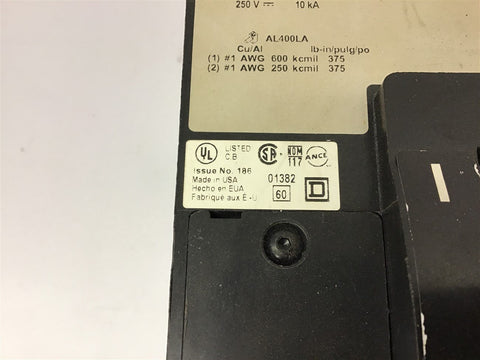 250 V ⎓ 10 kA
AL400LA
Cu/Al lb-in/pulg/po
(1) #1 AWG 600 kcmil 375
(2) #1 AWG 250 kcmil 375
UL LISTED C.B. SA NOM 117 ANCE
Issue No. 186
Made in USA 01382
Hecho en EUA
Fabriqué aux E.-U. 60 D
I